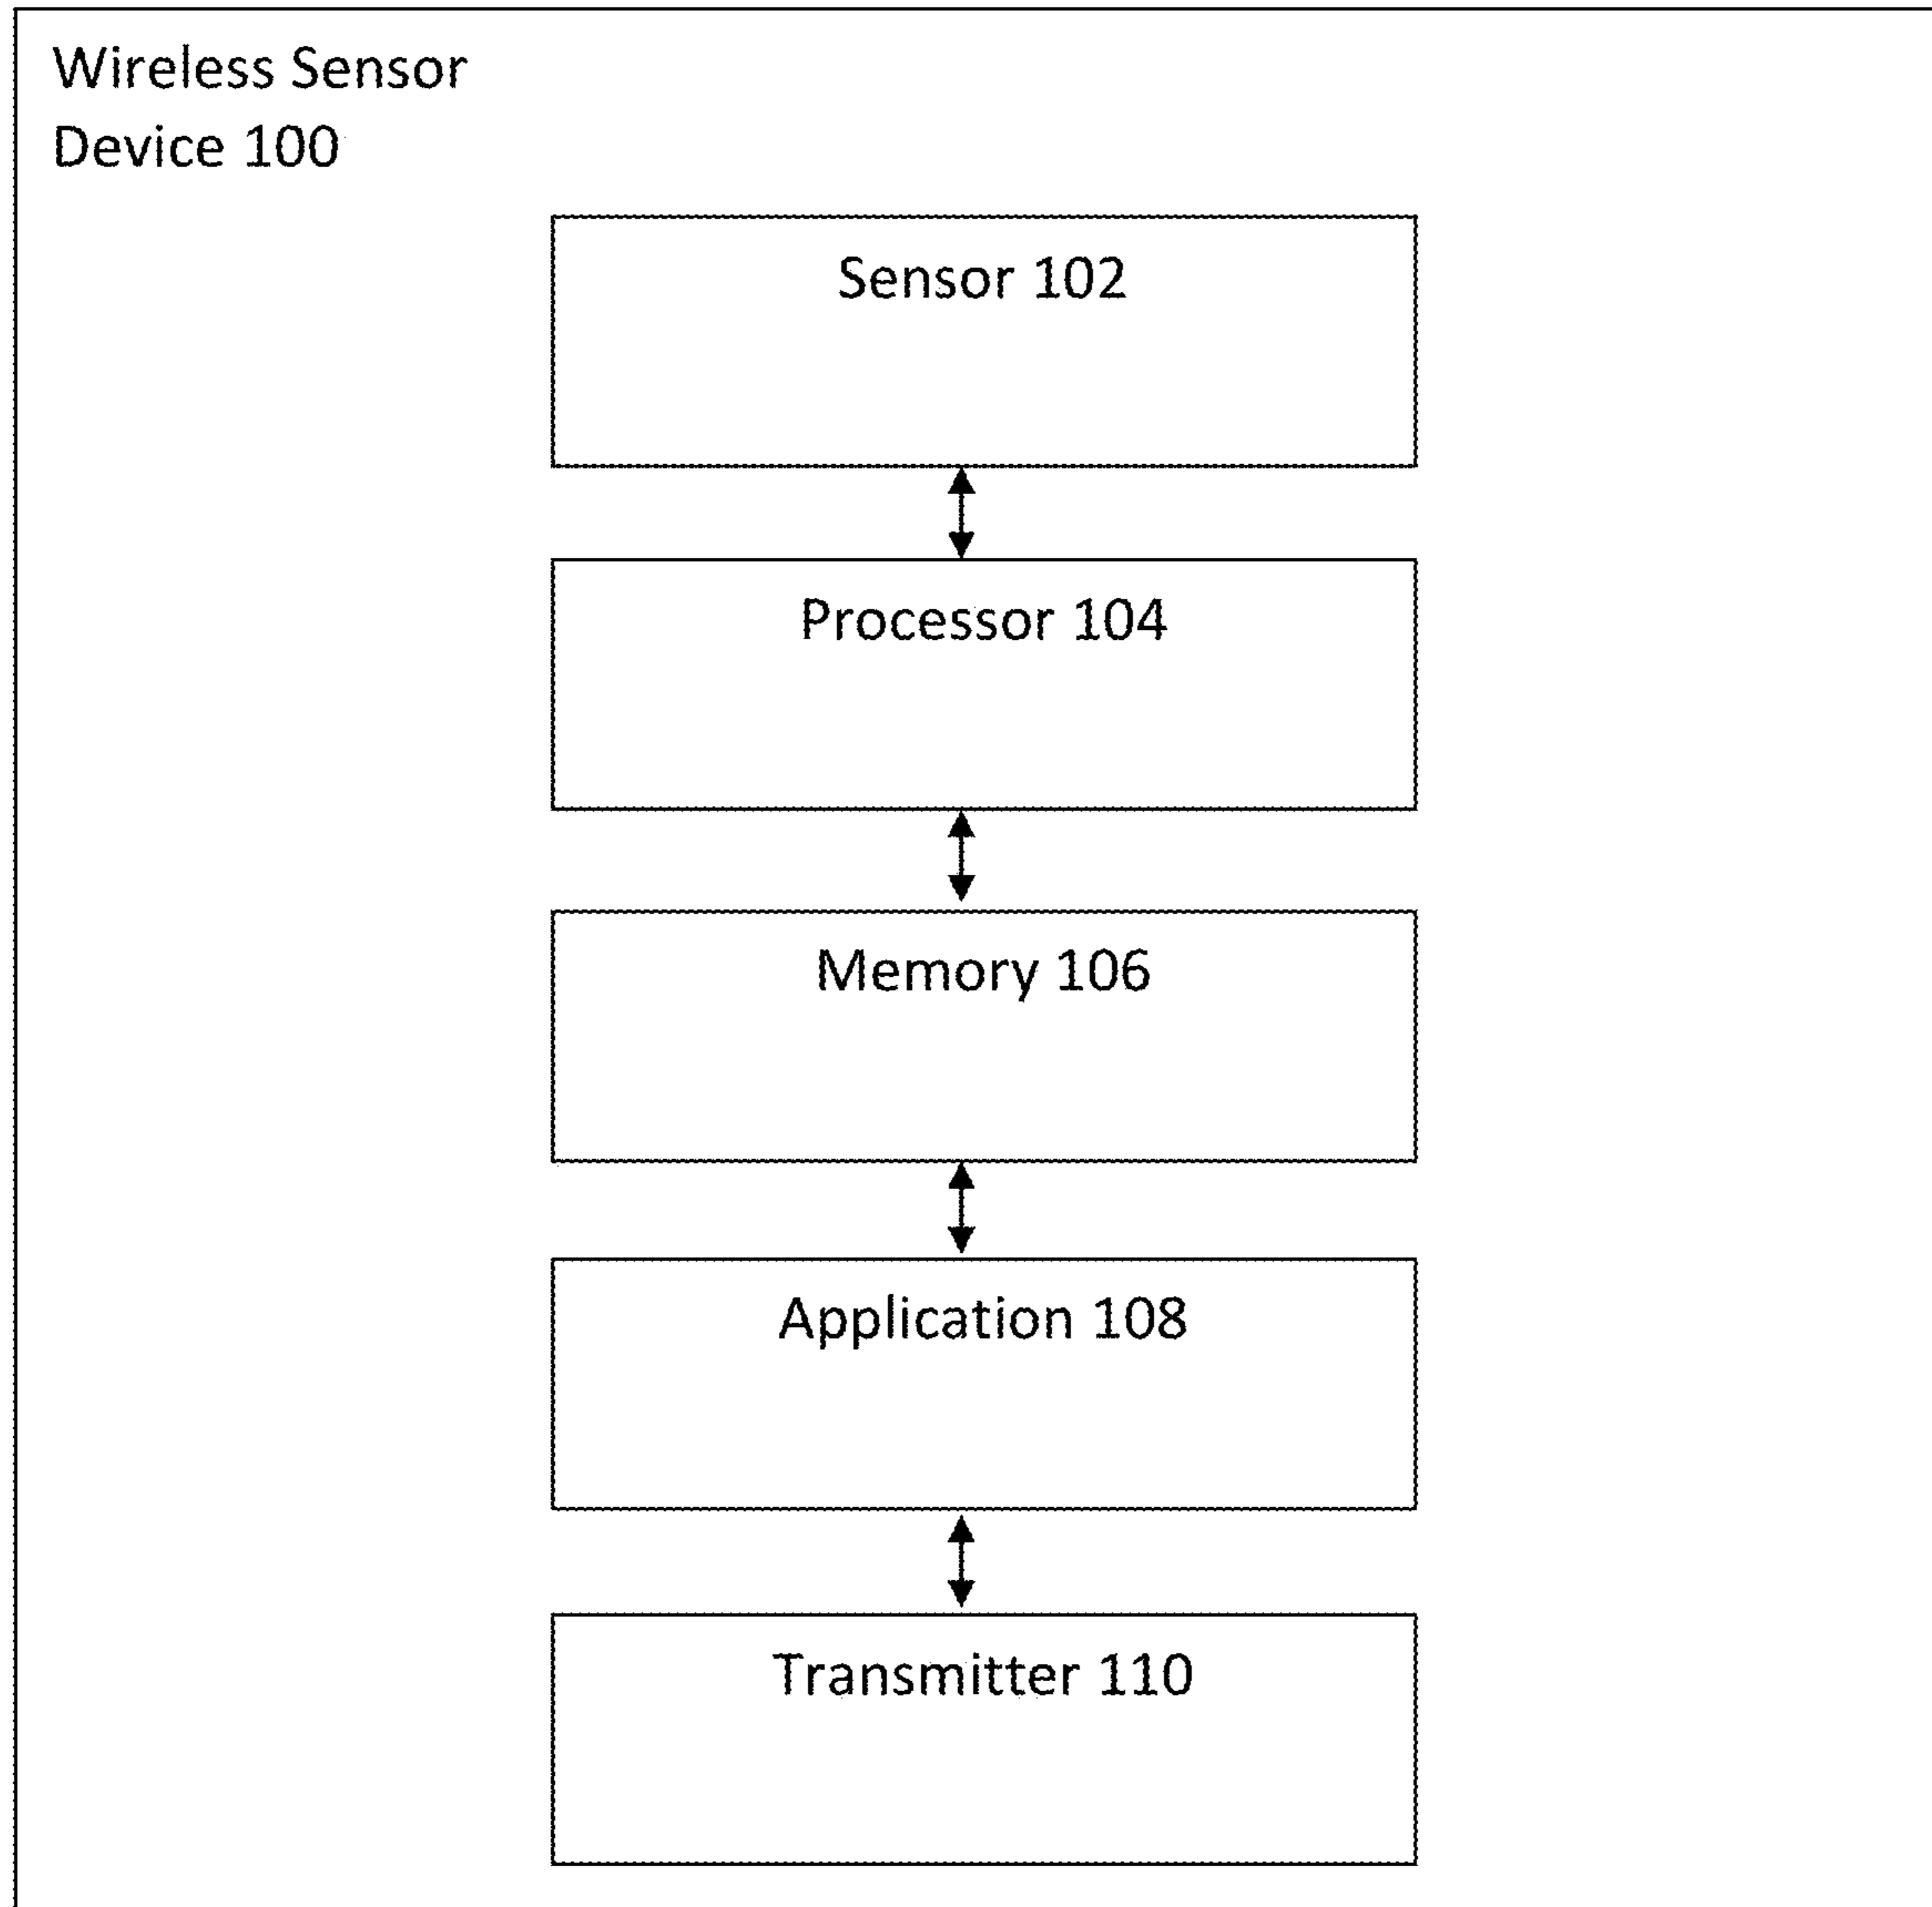 Wireless Sensor
Device 100
Sensor 102
Processor 104
Memory 106
Application 108
Transmitter 110